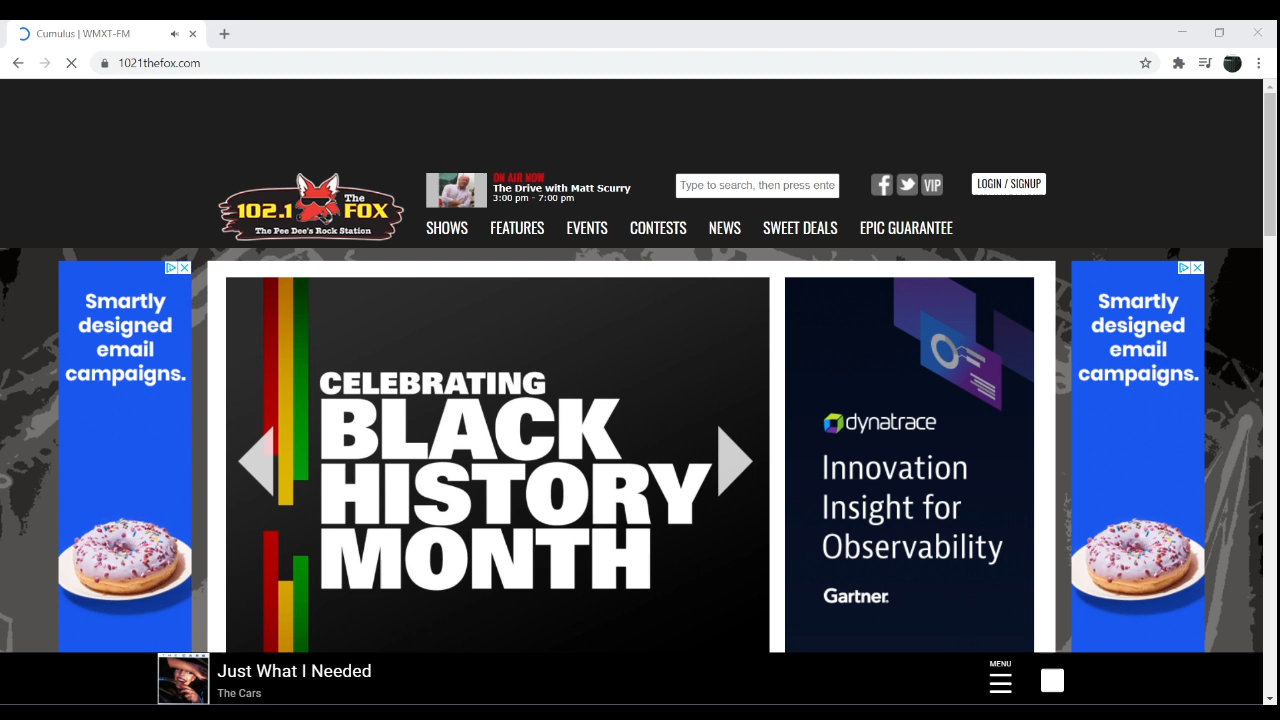 Cumulus | WMXT-FM
1021thefox.com
102.1 The FOX
The Pee Dee's Rock Station
ON AIR NOW
The Drive with Matt Scurry
3:00 pm - 7:00 pm
Type to search, then press ente
VIP
LOGIN / SIGNUP
SHOWS FEATURES EVENTS CONTESTS NEWS SWEET DEALS EPIC GUARANTEE
Smartly
designed
email
campaigns.
CELEBRATING
BLACK
HISTORY
MONTH
dynatrace
Innovation
Insight for
Observability
Gartner.
Smartly
designed
email
campaigns.
Just What I Needed
The Cars
MENU